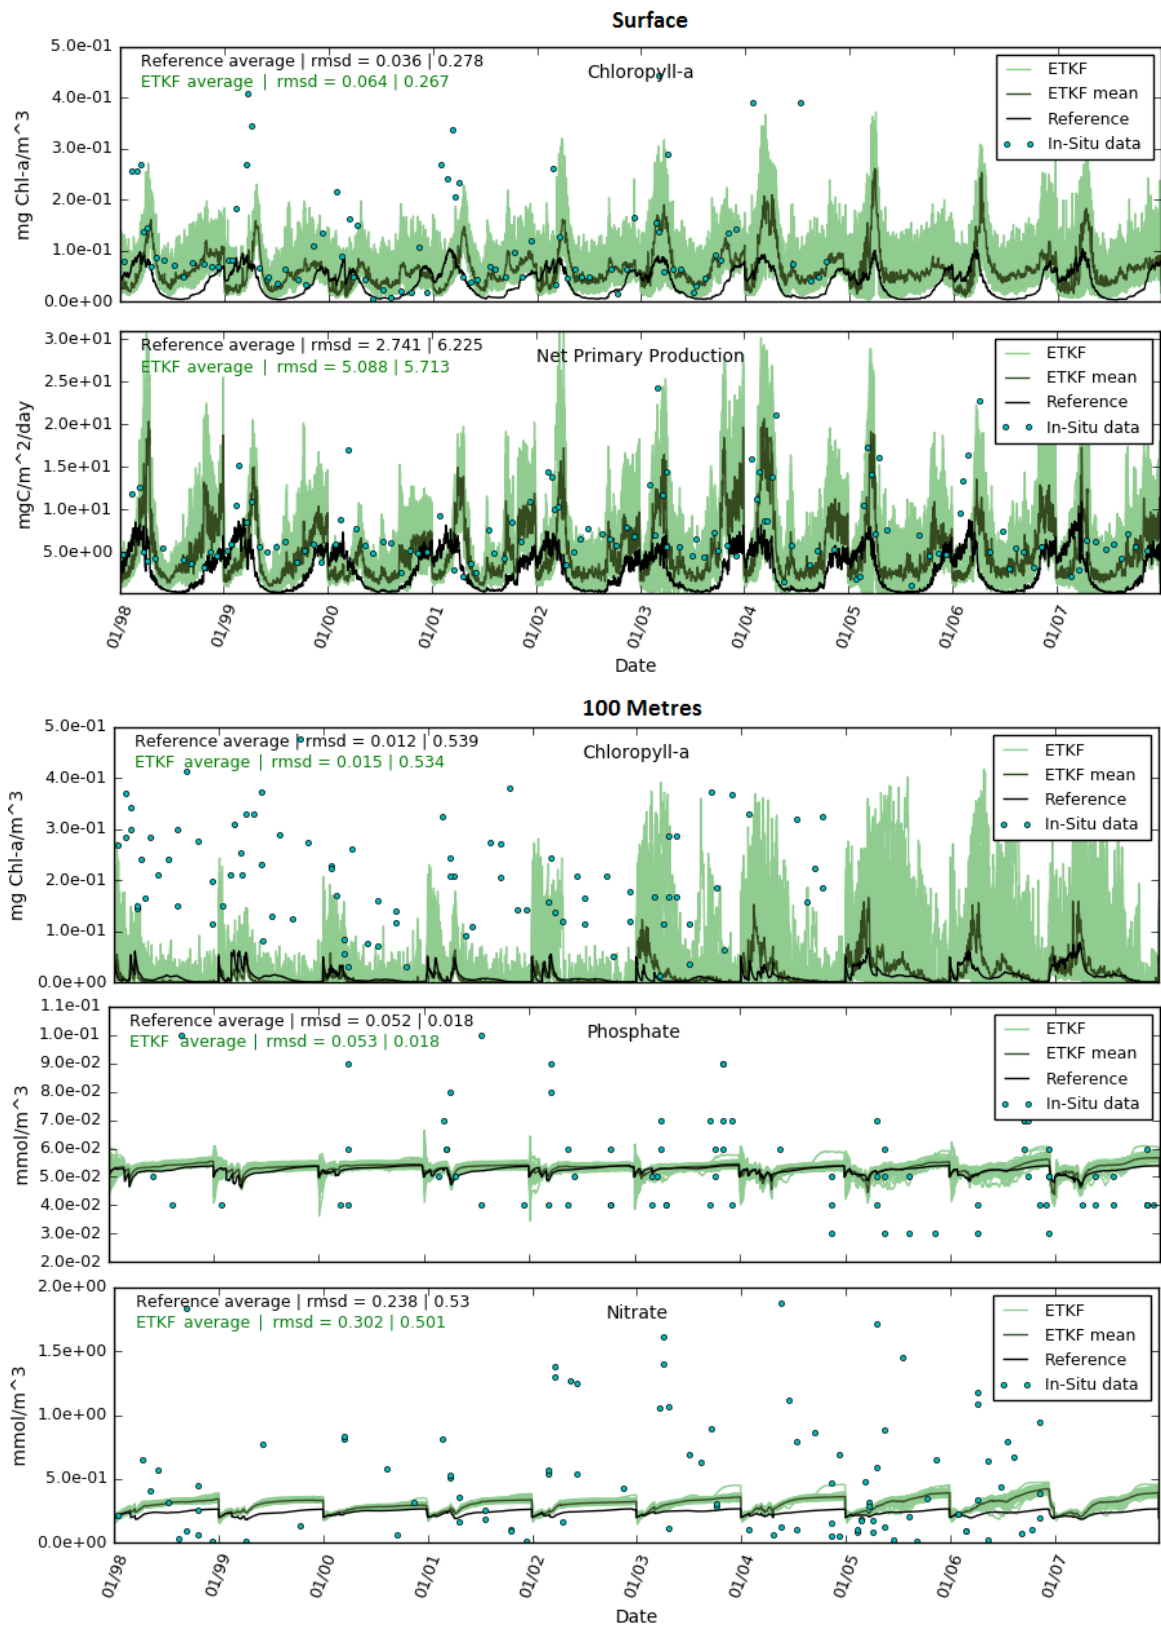 Surface
5.0e-01
4.0e-01
3.0e-01
2.0e-01
1.0e-01
0.0e+00
mg Chl-a/m^3
Reference average | rmsd = 0.036 | 0.278
ETKF average | rmsd = 0.064 | 0.267
Chloropyll-a
ETKF
ETKF mean
Reference
In-Situ data
3.0e+01
2.5e+01
2.0e+01
1.5e+01
1.0e+01
5.0e+00
mgC/m^2/day
Reference average | rmsd = 2.741 | 6.225
ETKF average | rmsd = 5.088 | 5.713
Net Primary Production
ETKF
ETKF mean
Reference
In-Situ data
01/98
01/99
01/00
01/01
01/02
01/03
01/04
01/05
01/06
01/07
Date
100 Metres
5.0e-01
4.0e-01
3.0e-01
2.0e-01
1.0e-01
0.0e+00
mg Chl-a/m^3
Reference average | rmsd = 0.012 | 0.539
ETKF average | rmsd = 0.015 | 0.534
Chloropyll-a
ETKF
ETKF mean
Reference
In-Situ data
1.1e-01
1.0e-01
9.0e-02
8.0e-02
7.0e-02
6.0e-02
5.0e-02
4.0e-02
3.0e-02
2.0e-02
mmol/m^3
Reference average | rmsd = 0.052 | 0.018
ETKF average | rmsd = 0.053 | 0.018
Phosphate
ETKF
ETKF mean
Reference
In-Situ data
2.0e+00
1.5e+00
1.0e+00
5.0e-01
0.0e+00
mmol/m^3
Reference average | rmsd = 0.238 | 0.53
ETKF average | rmsd = 0.302 | 0.501
Nitrate
ETKF
ETKF mean
Reference
In-Situ data
01/98
01/99
01/00
01/01
01/02
01/03
01/04
01/05
01/06
01/07
Date